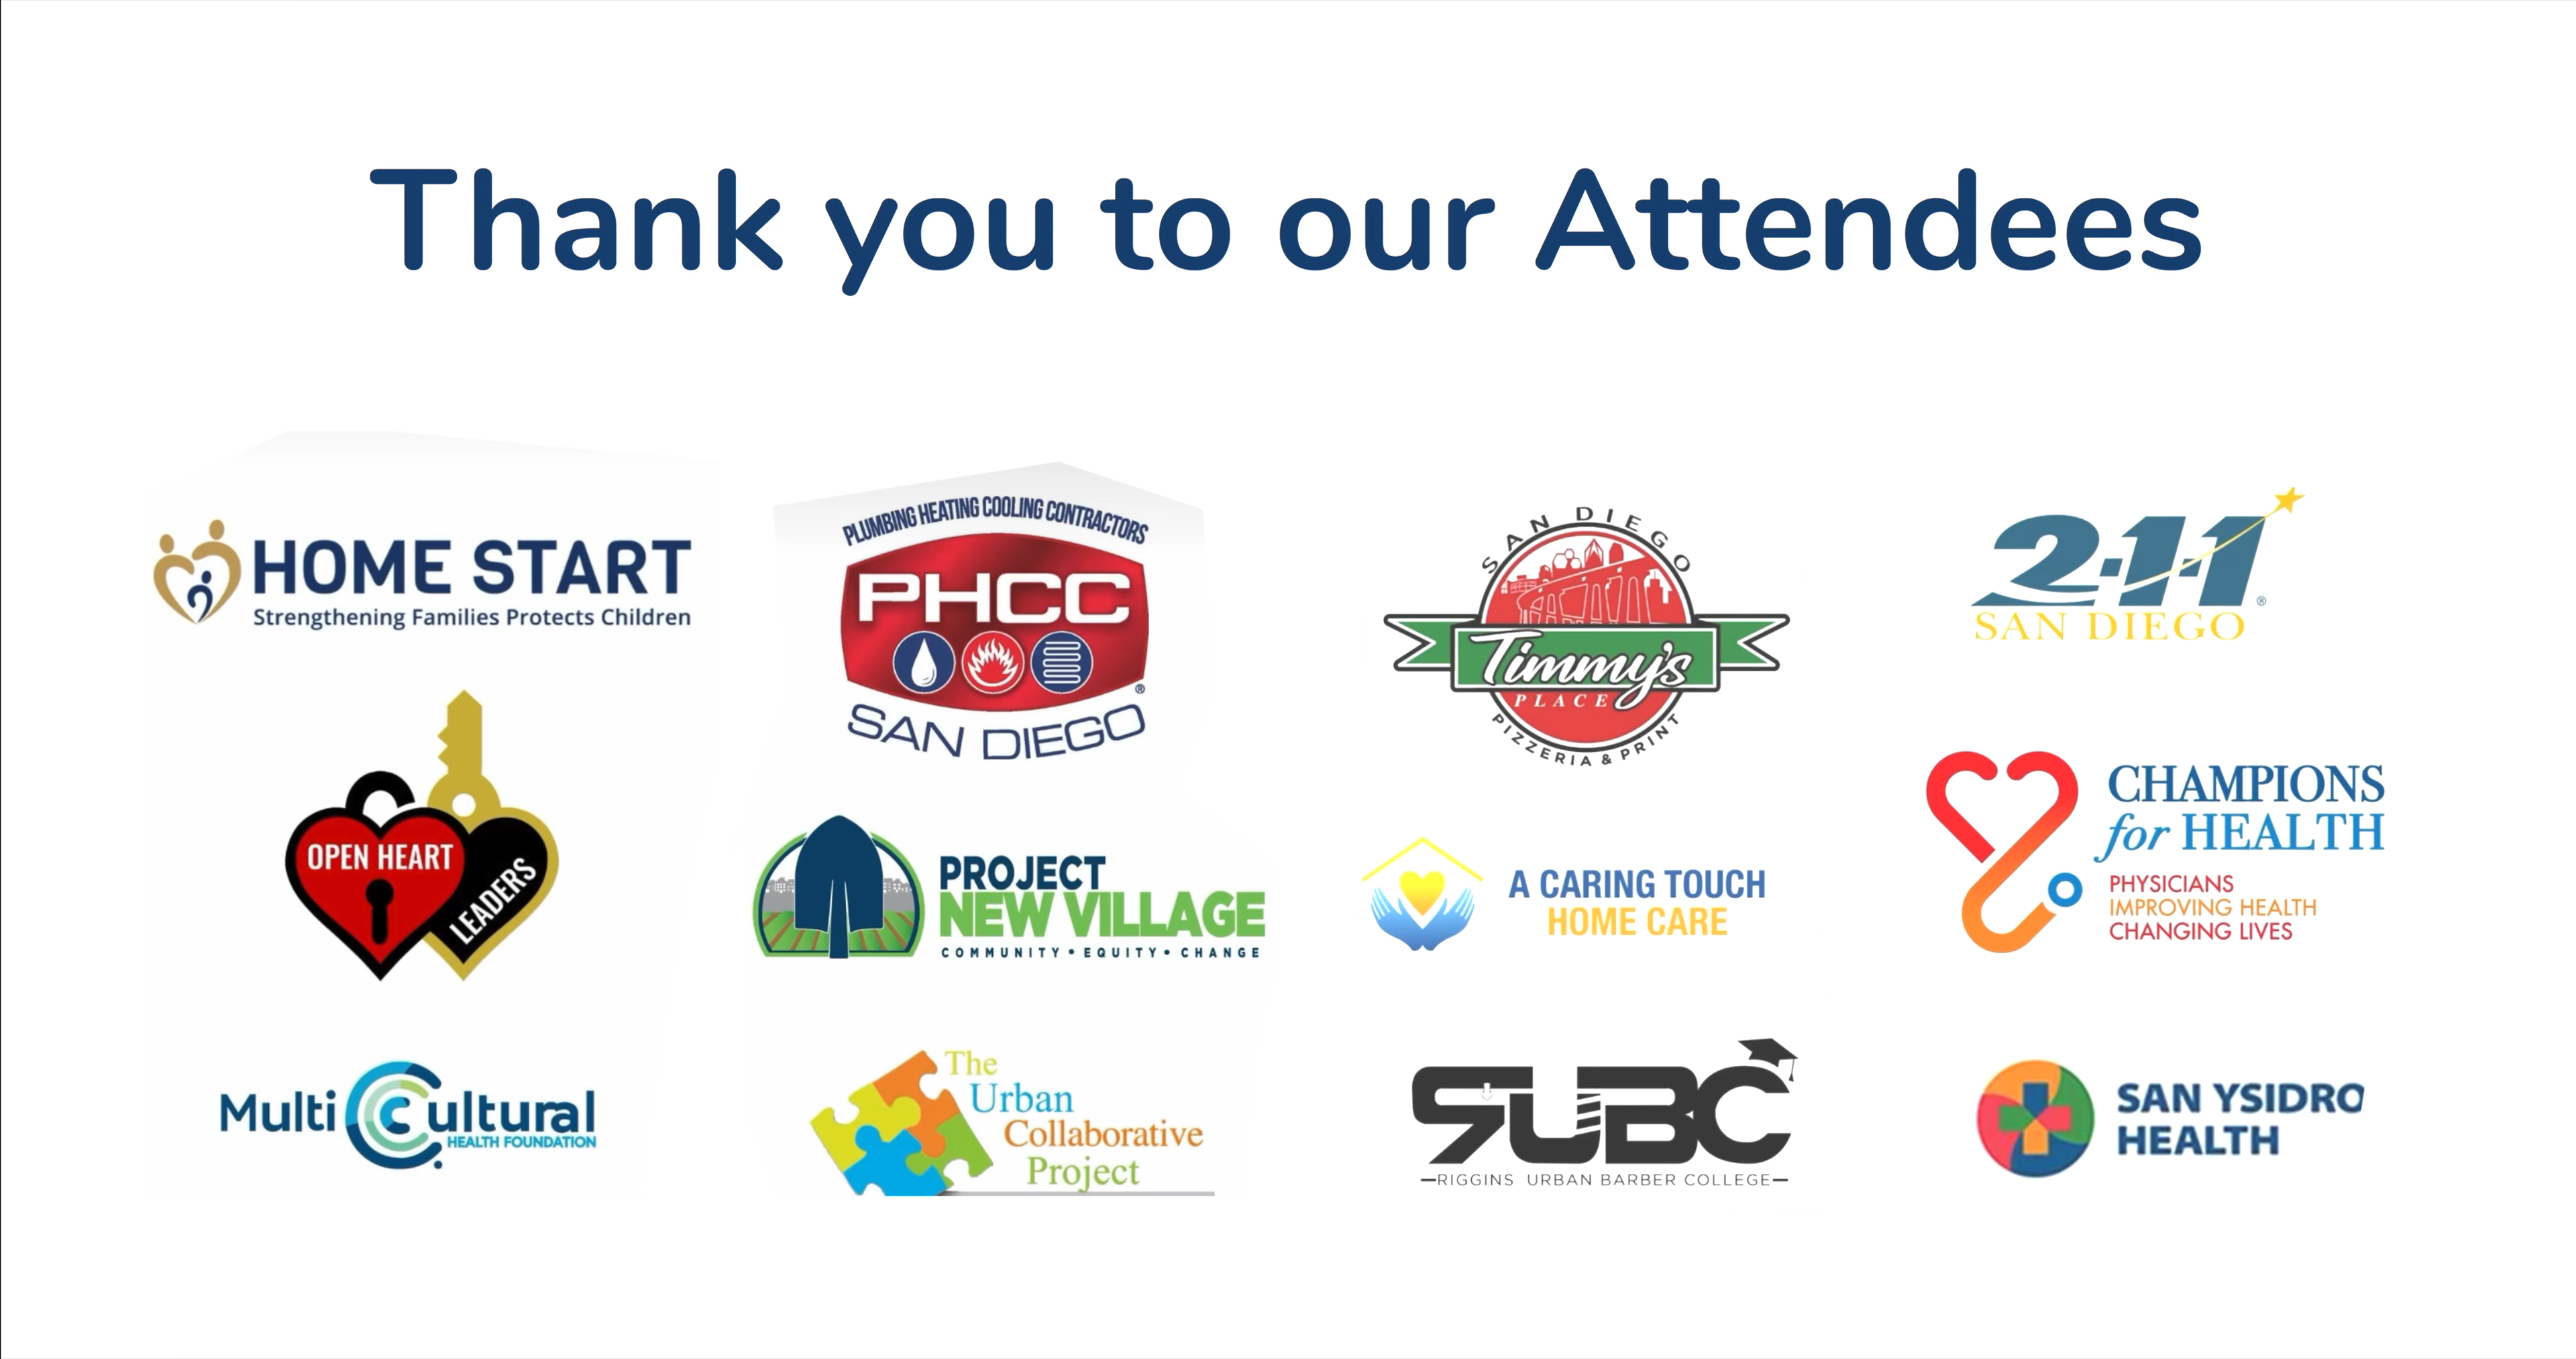 Thank you to our Attendees
HOME START
Strengthening Families Protects Children
OPEN HEART
LEADERS
Multi Cultural
HEALTH FOUNDATION
PLUMBING HEATING COOLING CONTRACTORS
PHCC
®
SAN DIEGO
PROJECT
NEW VILLAGE
COMMUNITY • EQUITY • CHANGE
The
Urban
Collaborative
Project
SAN DIEGO
Timmy's
PLACE
PIZZERIA & PRINT
A CARING TOUCH
HOME CARE
RUBC
RIGGINS URBAN BARBER COLLEGE
2-1-1
®
SAN DIEGO
CHAMPIONS
for HEALTH
PHYSICIANS
IMPROVING HEALTH
CHANGING LIVES
SAN YSIDRO
HEALTH